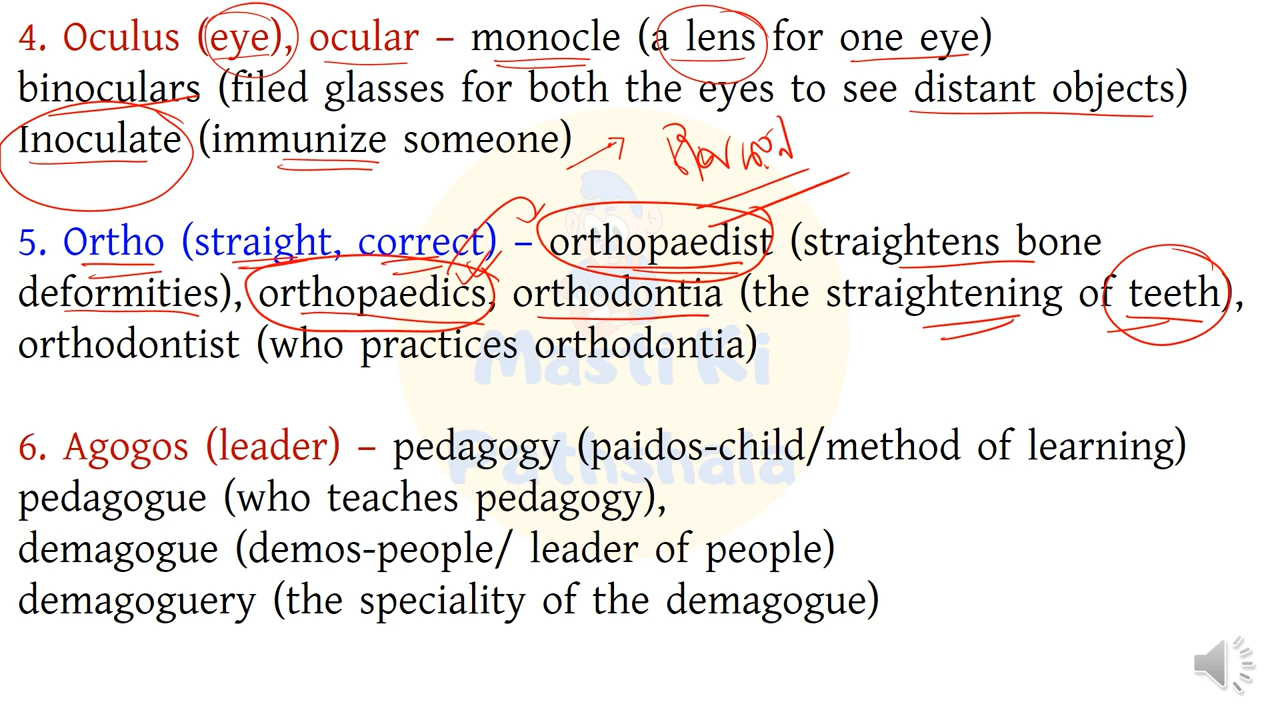 4. Oculus (eye), ocular – monocle (a lens for one eye)
binoculars (filed glasses for both the eyes to see distant objects)
Inoculate (immunize someone)
5. Ortho (straight, correct) – orthopaedist (straightens bone
deformities), orthopaedics, orthodontia (the straightening of teeth),
orthodontist (who practices orthodontia)
Masti Ki
Pathshala
6. Agogos (leader) – pedagogy (paidos-child/method of learning)
pedagogue (who teaches pedagogy),
demagogue (demos-people/ leader of people)
demagoguery (the speciality of the demagogue)